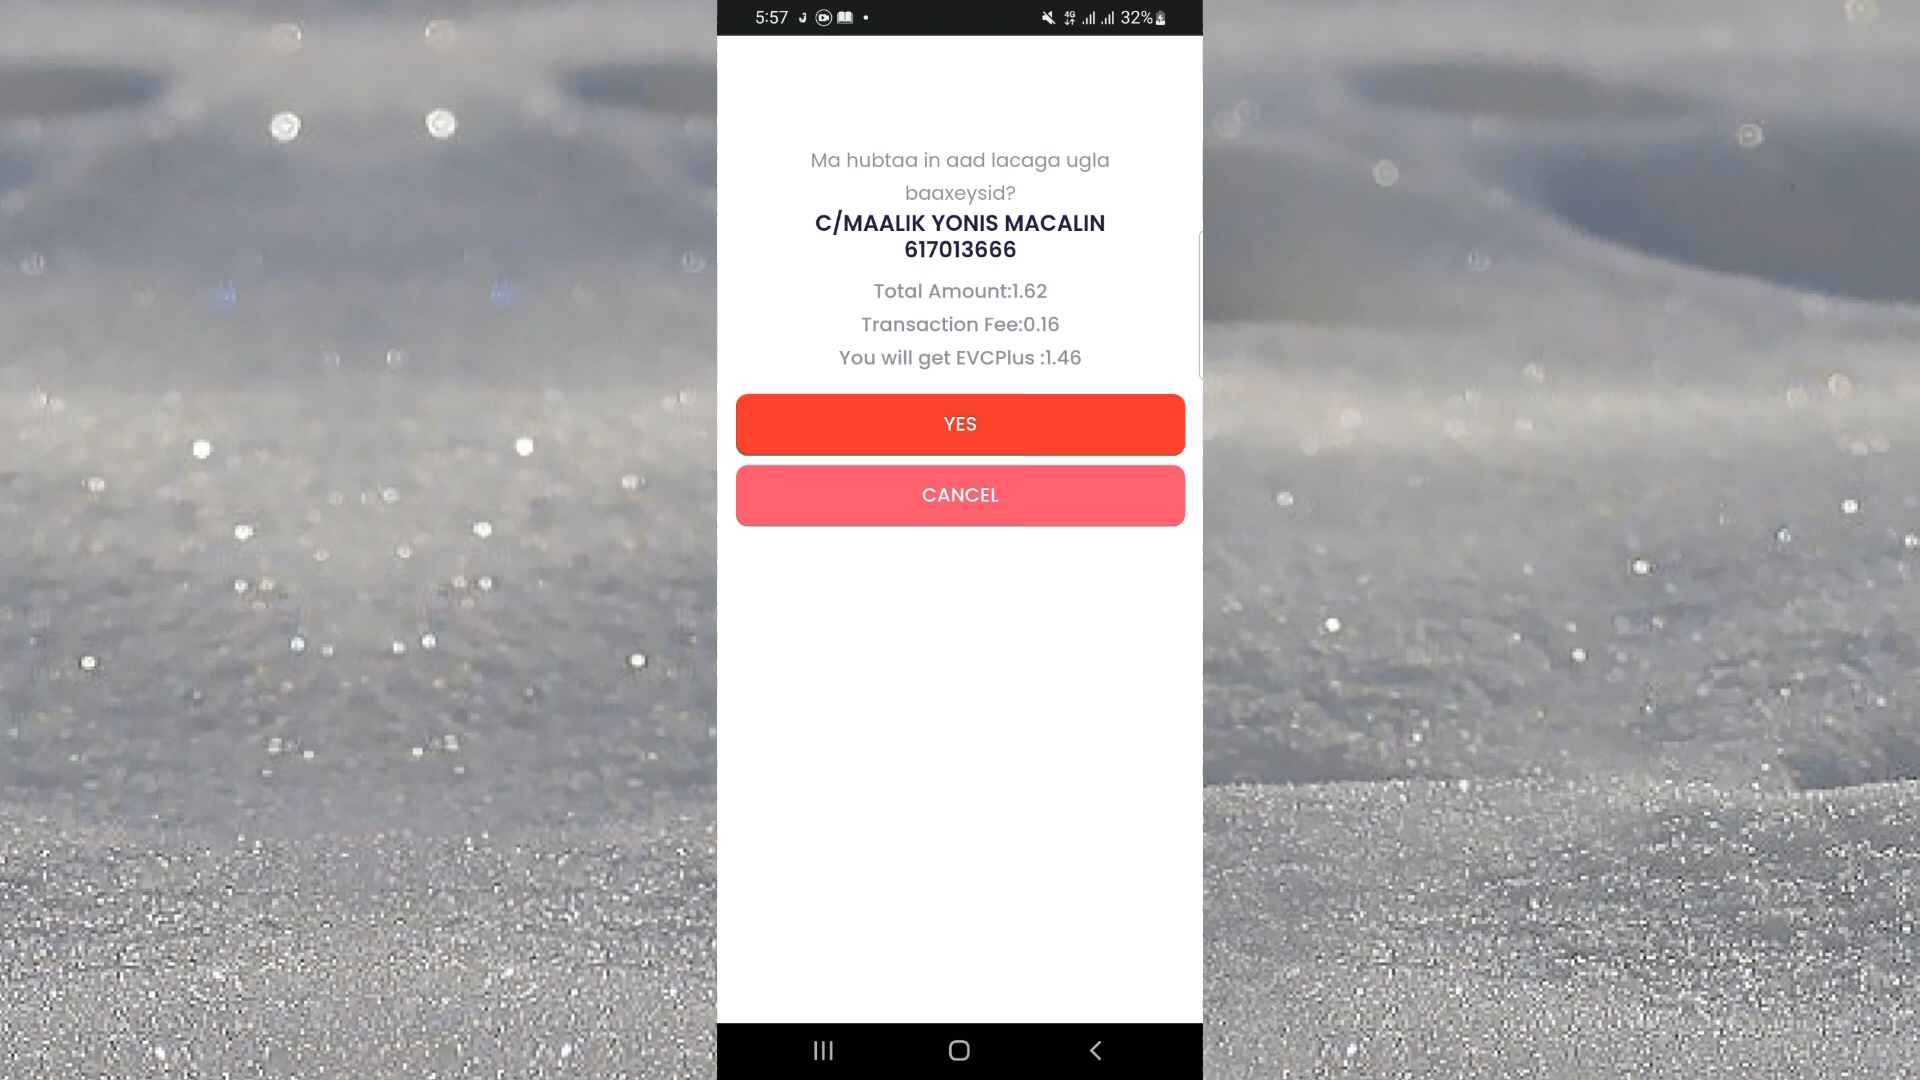 5:57
4G
32%
Ma hubtaa in aad lacaga ugla
baaxeysid?
C/MAALIK YONIS MACALIN
617013666
Total Amount:1.62
Transaction Fee:0.16
You will get EVCPlus :1.46
YES
CANCEL